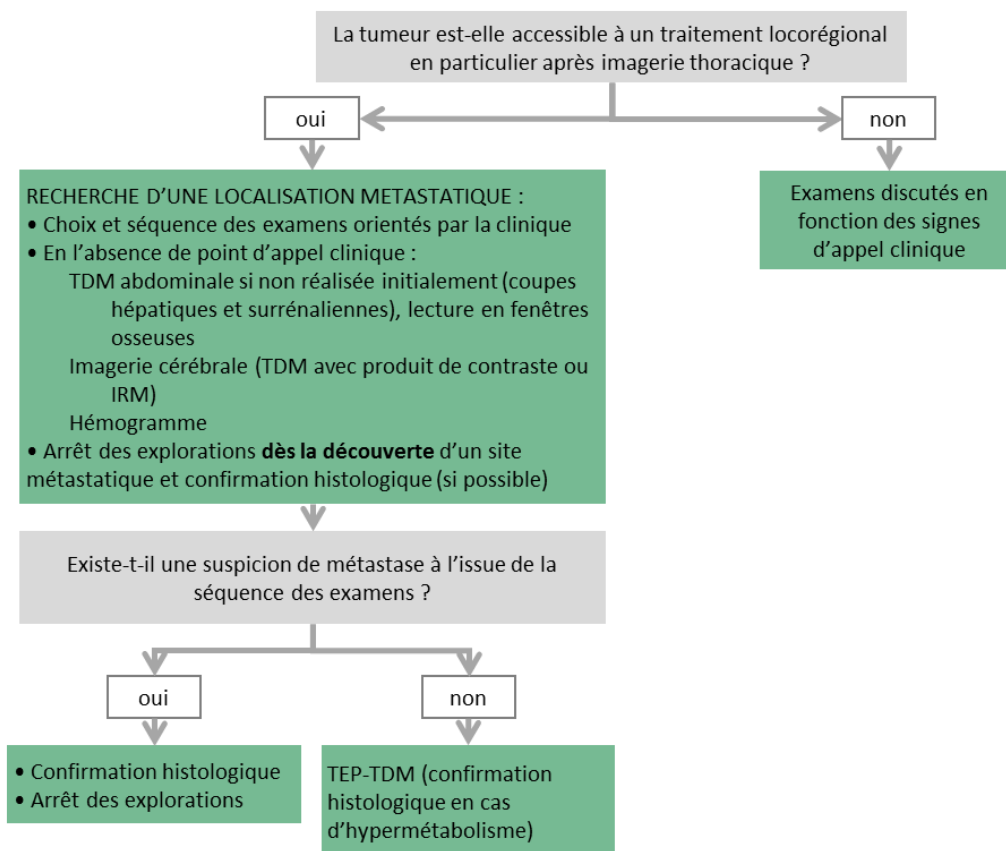 La tumeur est-elle accessible à un traitement locorégional
en particulier après imagerie thoracique ?
oui
non
RECHERCHE D’UNE LOCALISATION METASTATIQUE :
• Choix et séquence des examens orientés par la clinique
• En l’absence de point d’appel clinique :
TDM abdominale si non réalisée initialement (coupes
hépatiques et surrénaliennes), lecture en fenêtres
osseuses
Imagerie cérébrale (TDM avec produit de contraste ou
IRM)
Hémogramme
• Arrêt des explorations dès la découverte d’un site
métastatique et confirmation histologique (si possible)
Examens discutés en
fonction des signes
d’appel clinique
Existe-t-il une suspicion de métastase à l’issue de la
séquence des examens ?
oui
non
• Confirmation histologique
• Arrêt des explorations
TEP-TDM (confirmation
histologique en cas
d’hypermétabolisme)